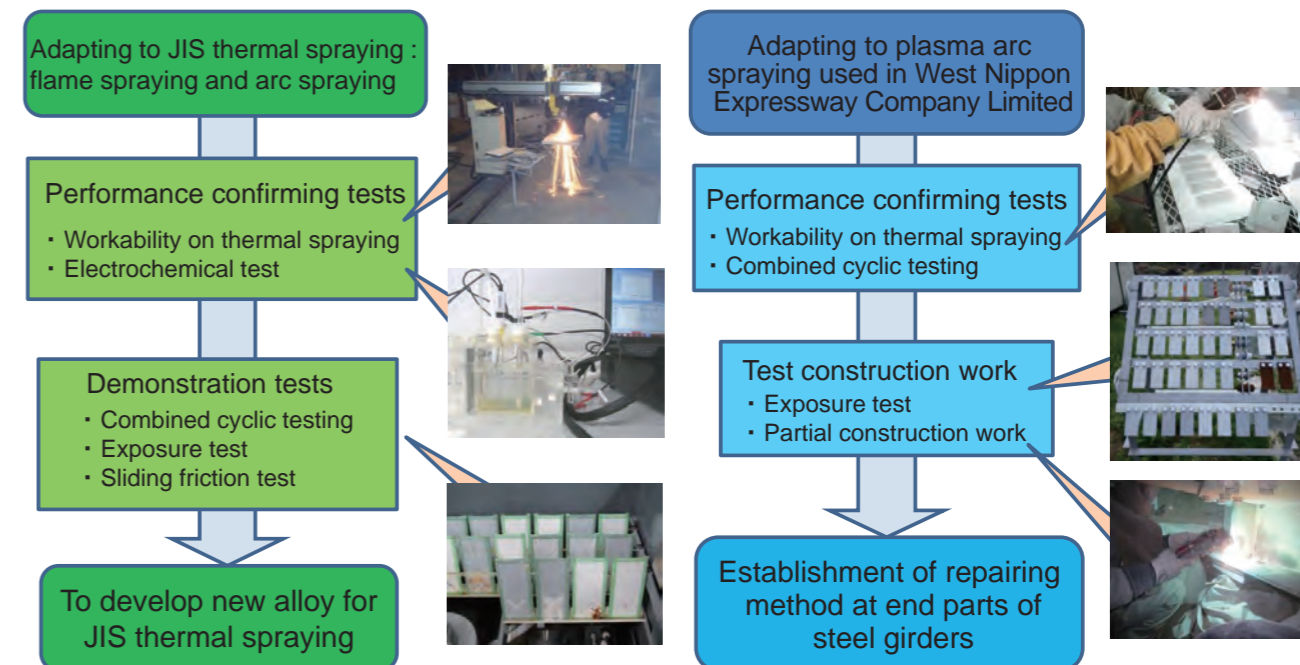 Adapting to JIS thermal spraying :
flame spraying and arc spraying
Performance confirming tests
・Workability on thermal spraying
・Electrochemical test
Demonstration tests
・Combined cyclic testing
・Exposure test
・Sliding friction test
To develop new alloy for
JIS thermal spraying
Adapting to plasma arc
spraying used in West Nippon
Expressway Company Limited
Performance confirming tests
・Workability on thermal spraying
・Combined cyclic testing
Test construction work
・Exposure test
・Partial construction work
Establishment of repairing
method at end parts of
steel girders